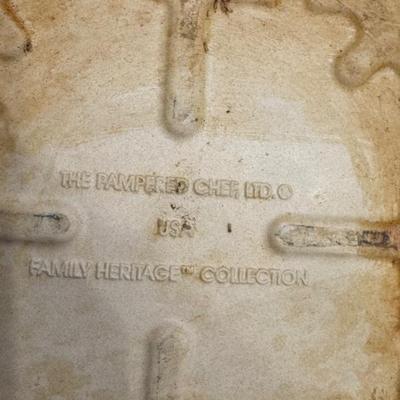 THE PAMPERED CHEF, LTD. ©
USA
FAMILY HERITAGE™ COLLECTION